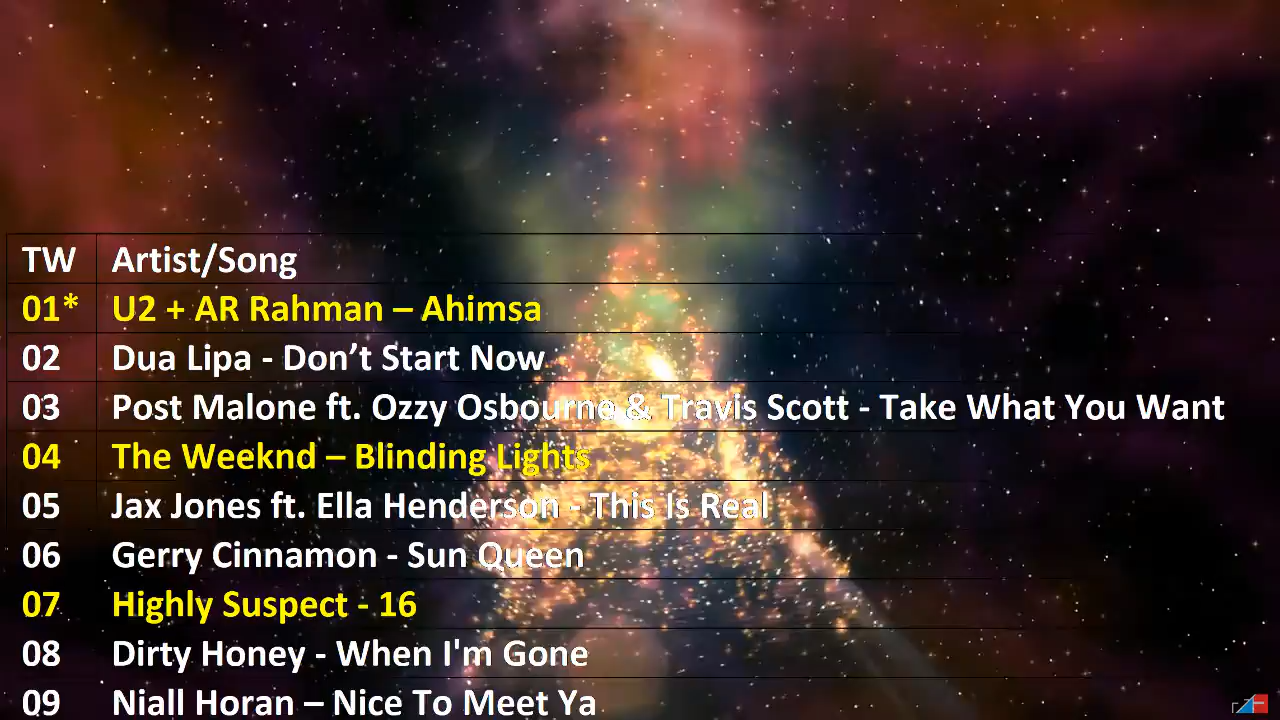 TW Artist/Song
01* U2 + AR Rahman – Ahimsa
02 Dua Lipa - Don’t Start Now
03 Post Malone ft. Ozzy Osbourne & Travis Scott - Take What You Want
04 The Weeknd – Blinding Lights
05 Jax Jones ft. Ella Henderson - This Is Real
06 Gerry Cinnamon - Sun Queen
07 Highly Suspect - 16
08 Dirty Honey - When I'm Gone
09 Niall Horan – Nice To Meet Ya